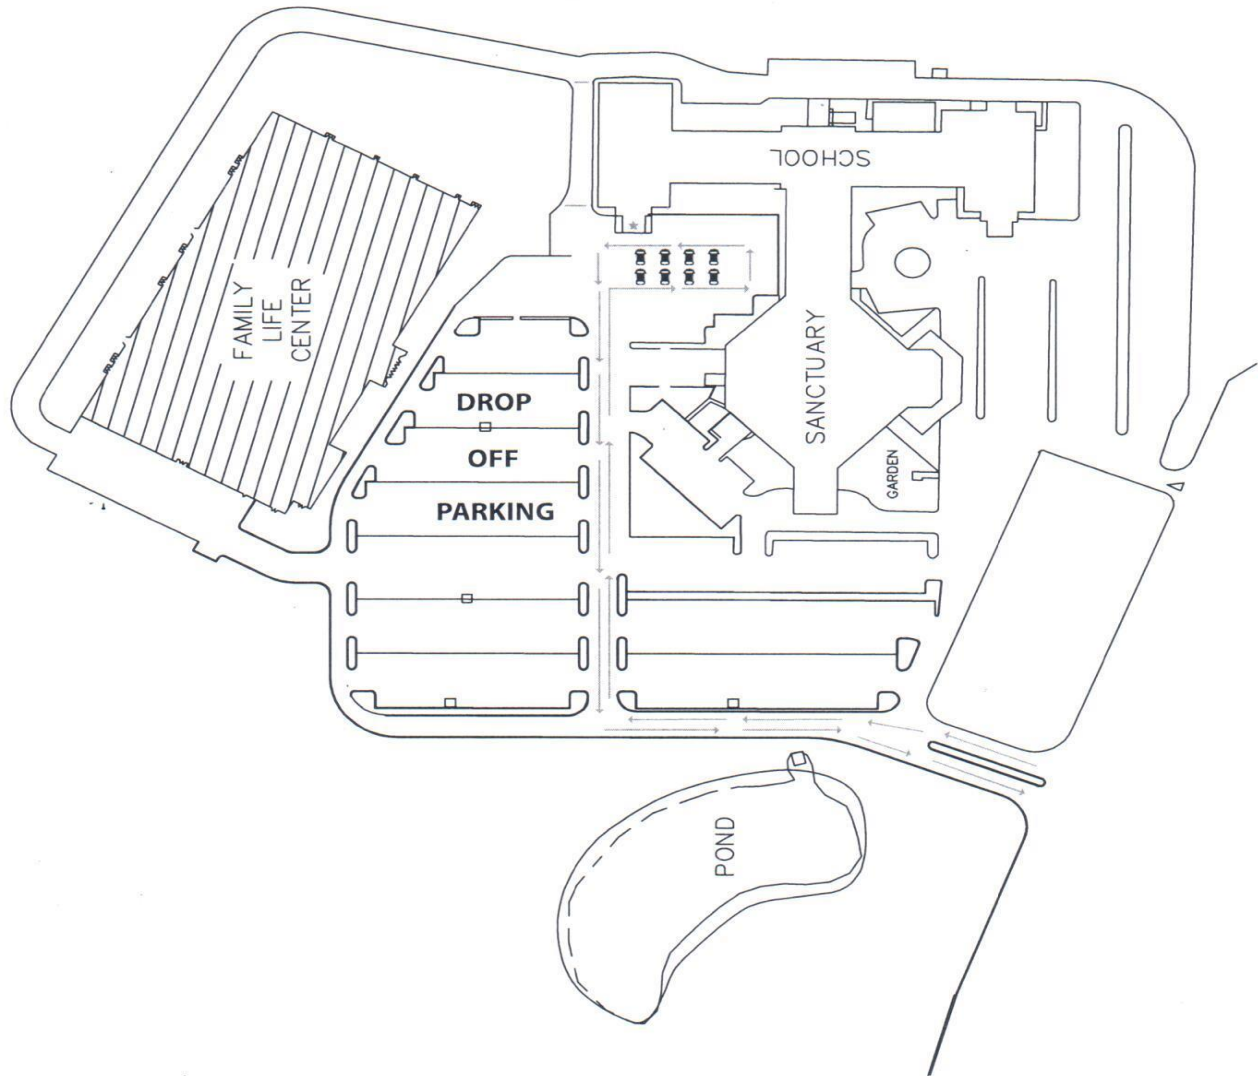 SCHOOL
FAMILY
LIFE
CENTER
DROP
OFF
PARKING
SANCTUARY
GARDEN
POND